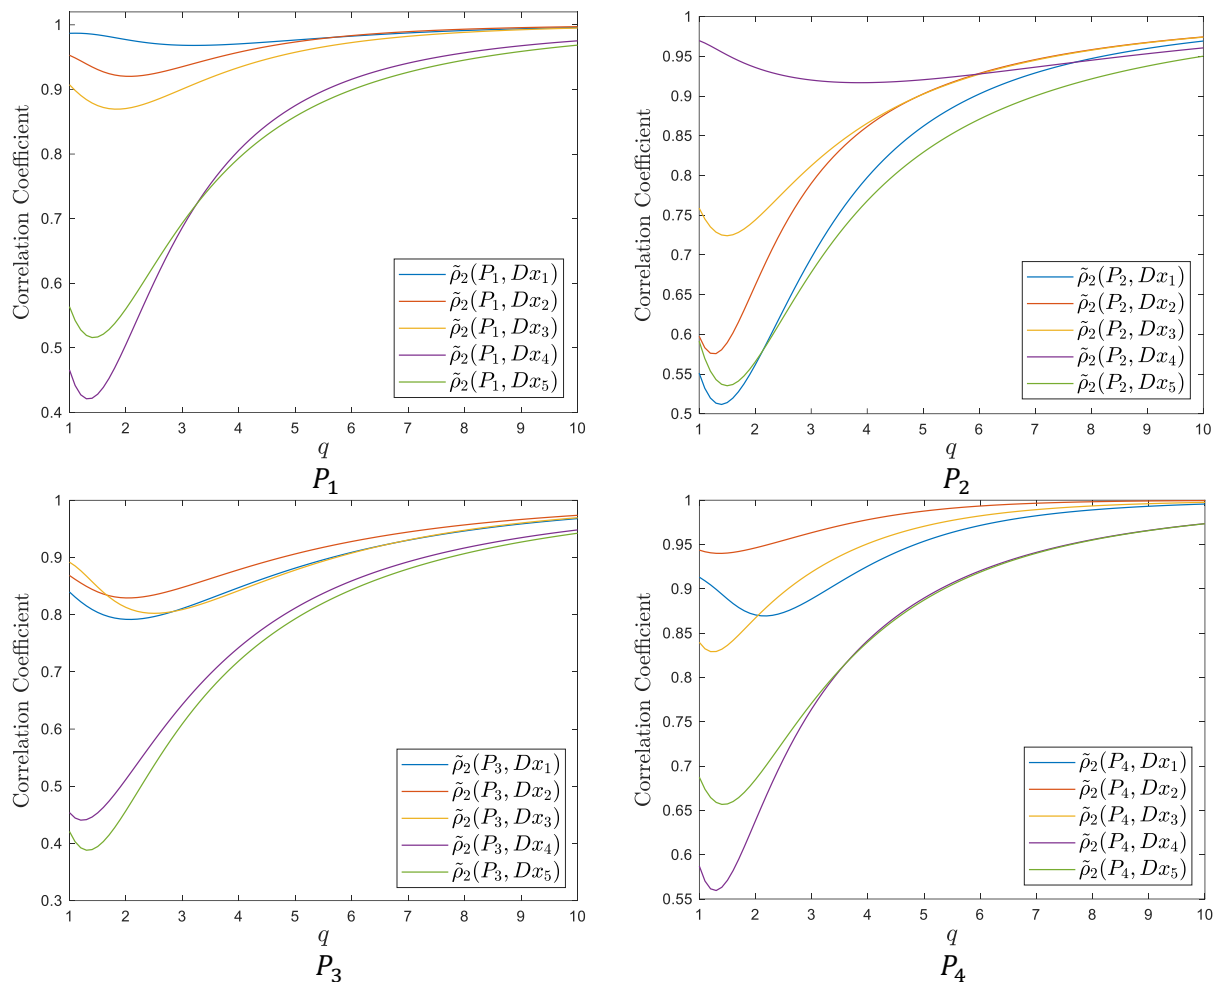 1
0.9
0.8
0.7
0.6
0.5
0.4
Correlation Coefficient
1 2 3 4 5 6 7 8 9 10
q
ρ̃₂(P₁, Dx₁)
ρ̃₂(P₁, Dx₂)
ρ̃₂(P₁, Dx₃)
ρ̃₂(P₁, Dx₄)
ρ̃₂(P₁, Dx₅)
P₁
1
0.95
0.9
0.85
0.8
0.75
0.7
0.65
0.6
0.55
0.5
Correlation Coefficient
1 2 3 4 5 6 7 8 9 10
q
ρ̃₂(P₂, Dx₁)
ρ̃₂(P₂, Dx₂)
ρ̃₂(P₂, Dx₃)
ρ̃₂(P₂, Dx₄)
ρ̃₂(P₂, Dx₅)
P₂
1
0.9
0.8
0.7
0.6
0.5
0.4
0.3
Correlation Coefficient
1 2 3 4 5 6 7 8 9 10
q
ρ̃₂(P₃, Dx₁)
ρ̃₂(P₃, Dx₂)
ρ̃₂(P₃, Dx₃)
ρ̃₂(P₃, Dx₄)
ρ̃₂(P₃, Dx₅)
P₃
1
0.95
0.9
0.85
0.8
0.75
0.7
0.65
0.6
0.55
Correlation Coefficient
1 2 3 4 5 6 7 8 9 10
q
ρ̃₂(P₄, Dx₁)
ρ̃₂(P₄, Dx₂)
ρ̃₂(P₄, Dx₃)
ρ̃₂(P₄, Dx₄)
ρ̃₂(P₄, Dx₅)
P₄